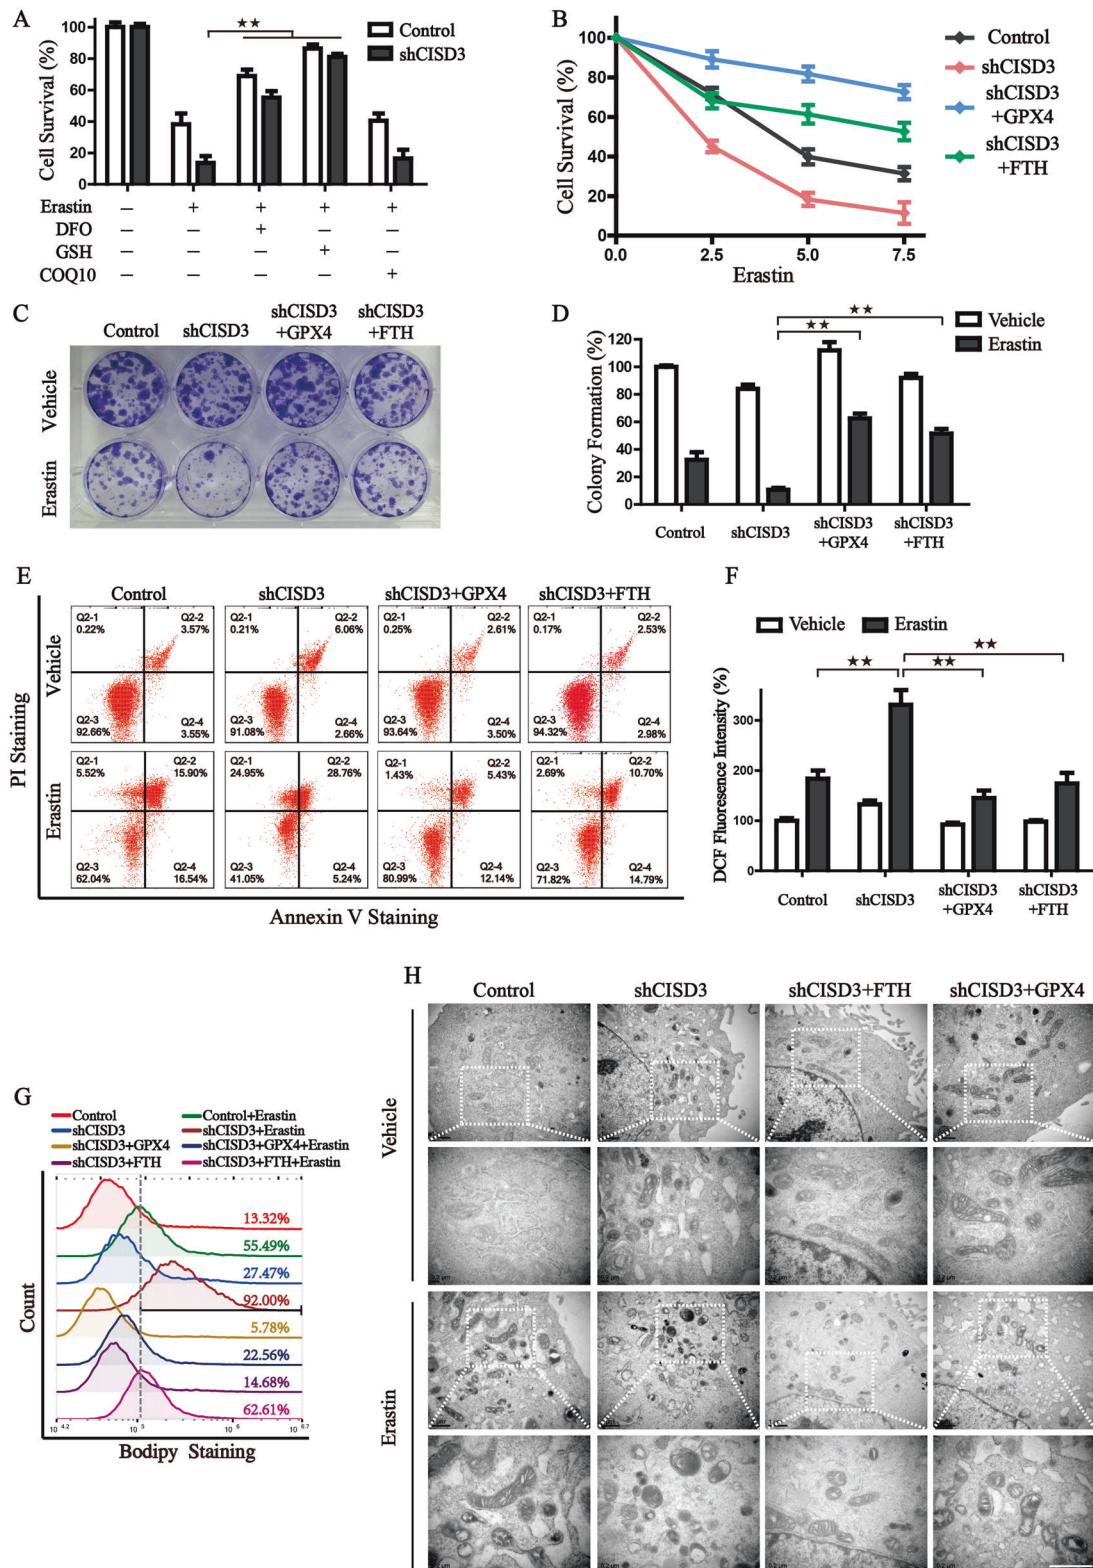 A
Cell Survival (%)
100
80
60
40
20
0
Control
shCISD3
★★
Erastin — + + + +
DFO — — + — —
GSH — — — + —
COQ10 — — — — +
B
Cell Survival (%)
100
80
60
40
20
0
0.0 2.5 5.0 7.5
Erastin
Control
shCISD3
shCISD3
+GPX4
shCISD3
+FTH
C
Control shCISD3 shCISD3
+GPX4 shCISD3
+FTH
Vehicle
Erastin
D
Colony Formation (%)
120
100
80
60
40
20
0
★★
★★
Vehicle
Erastin
Control shCISD3 shCISD3
+GPX4 shCISD3
+FTH
E
Control shCISD3 shCISD3+GPX4 shCISD3+FTH
PI Staining
Vehicle
Q2-1 Q2-2 Q2-1 Q2-2 Q2-1 Q2-2 Q2-1 Q2-2
0.22% 3.57% 0.21% 6.06% 0.25% 2.61% 0.17% 2.53%
Q2-3 Q2-4 Q2-3 Q2-4 Q2-3 Q2-4 Q2-3 Q2-4
92.66% 3.55% 91.08% 2.66% 93.64% 3.50% 94.32% 2.98%
Erastin
Q2-1 Q2-2 Q2-1 Q2-2 Q2-1 Q2-2 Q2-1 Q2-2
5.52% 15.90% 24.95% 28.76% 1.43% 5.43% 2.69% 10.70%
Q2-3 Q2-4 Q2-3 Q2-4 Q2-3 Q2-4 Q2-3 Q2-4
62.04% 16.54% 41.05% 5.24% 80.99% 12.14% 71.82% 14.79%
Annexin V Staining
F
Vehicle Erastin
DCF Fluorescence Intensity (%)
300
200
100
0
★★
★★
★★
Control shCISD3 shCISD3
+GPX4 shCISD3
+FTH
G
Control Control+Erastin
shCISD3 shCISD3+Erastin
shCISD3+GPX4 shCISD3+GPX4+Erastin
shCISD3+FTH shCISD3+FTH+Erastin
Count
13.32%
55.49%
27.47%
92.00%
5.78%
22.56%
14.68%
62.61%
10 4.2 10 5 10 6 10 6.7
Bodipy Staining
H
Control shCISD3 shCISD3+FTH shCISD3+GPX4
Vehicle
Erastin